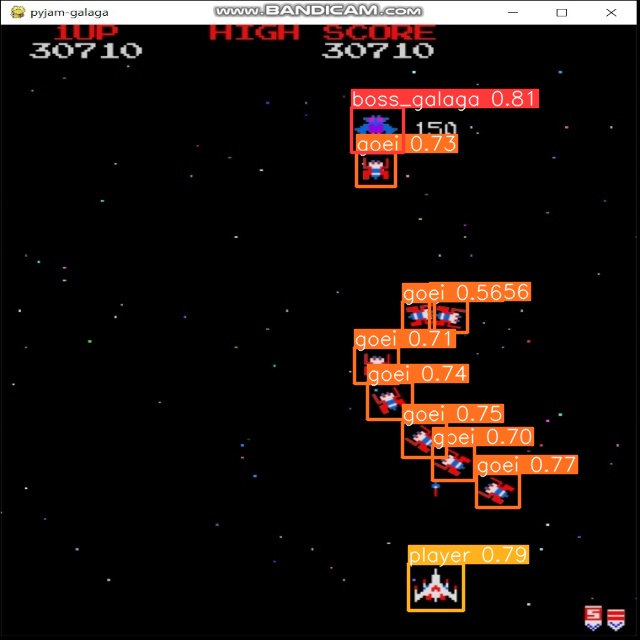 pyjam-galaga
www.BANDICAM.com
1UP HIGH SCORE
30710 30710
boss_galaga 0.81
150
goei 0.73
goei 0.5656
goei 0.71
goei 0.74
goei 0.75
goei 0.70
goei 0.77
player 0.79
5